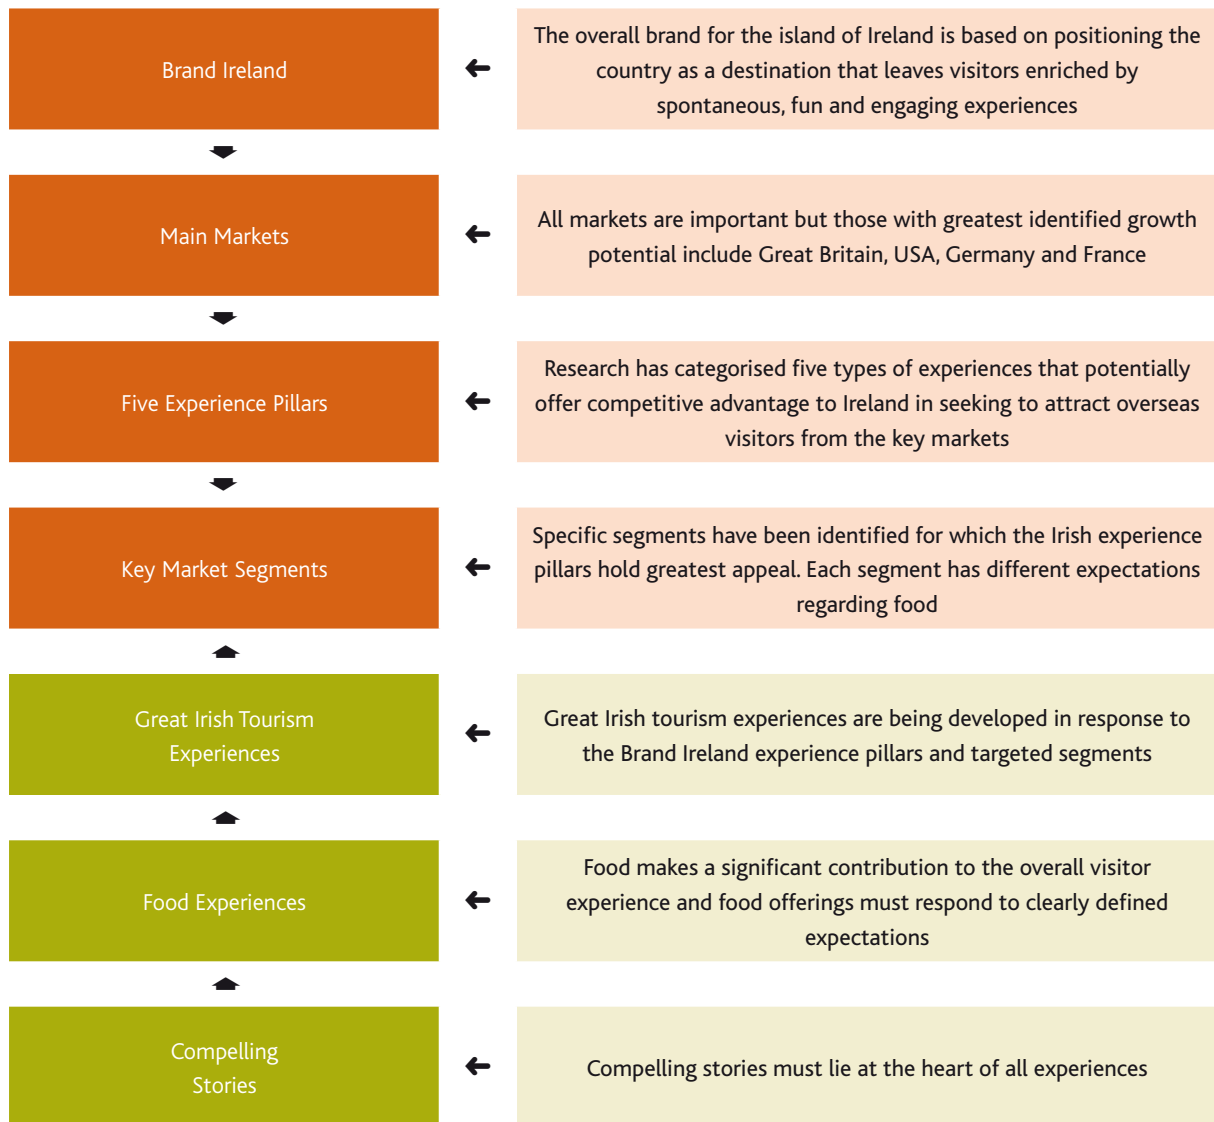 Brand Ireland
The overall brand for the island of Ireland is based on positioning the
country as a destination that leaves visitors enriched by
spontaneous, fun and engaging experiences
Main Markets
All markets are important but those with greatest identified growth
potential include Great Britain, USA, Germany and France
Five Experience Pillars
Research has categorised five types of experiences that potentially
offer competitive advantage to Ireland in seeking to attract overseas
visitors from the key markets
Key Market Segments
Specific segments have been identified for which the Irish experience
pillars hold greatest appeal. Each segment has different expectations
regarding food
Great Irish Tourism
Experiences
Great Irish tourism experiences are being developed in response to
the Brand Ireland experience pillars and targeted segments
Food Experiences
Food makes a significant contribution to the overall visitor
experience and food offerings must respond to clearly defined
expectations
Compelling
Stories
Compelling stories must lie at the heart of all experiences